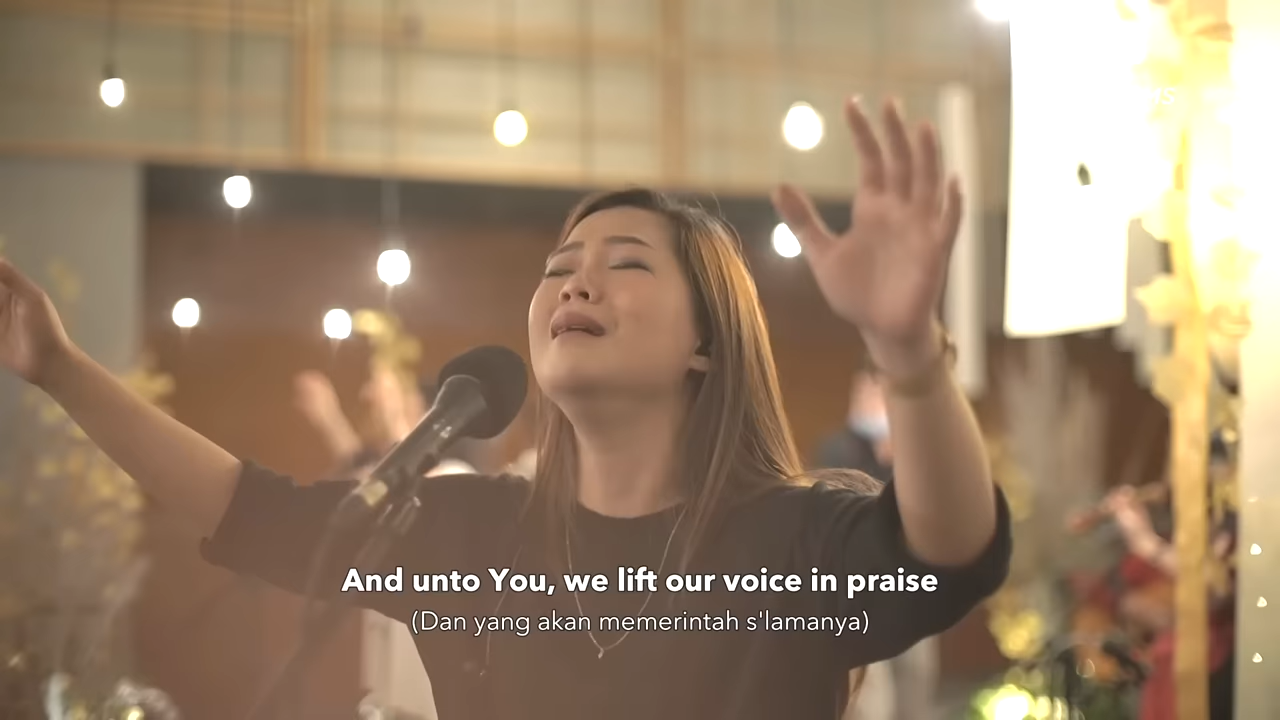 And unto You, we lift our voice in praise
(Dan yang akan memerintah s'lamanya)